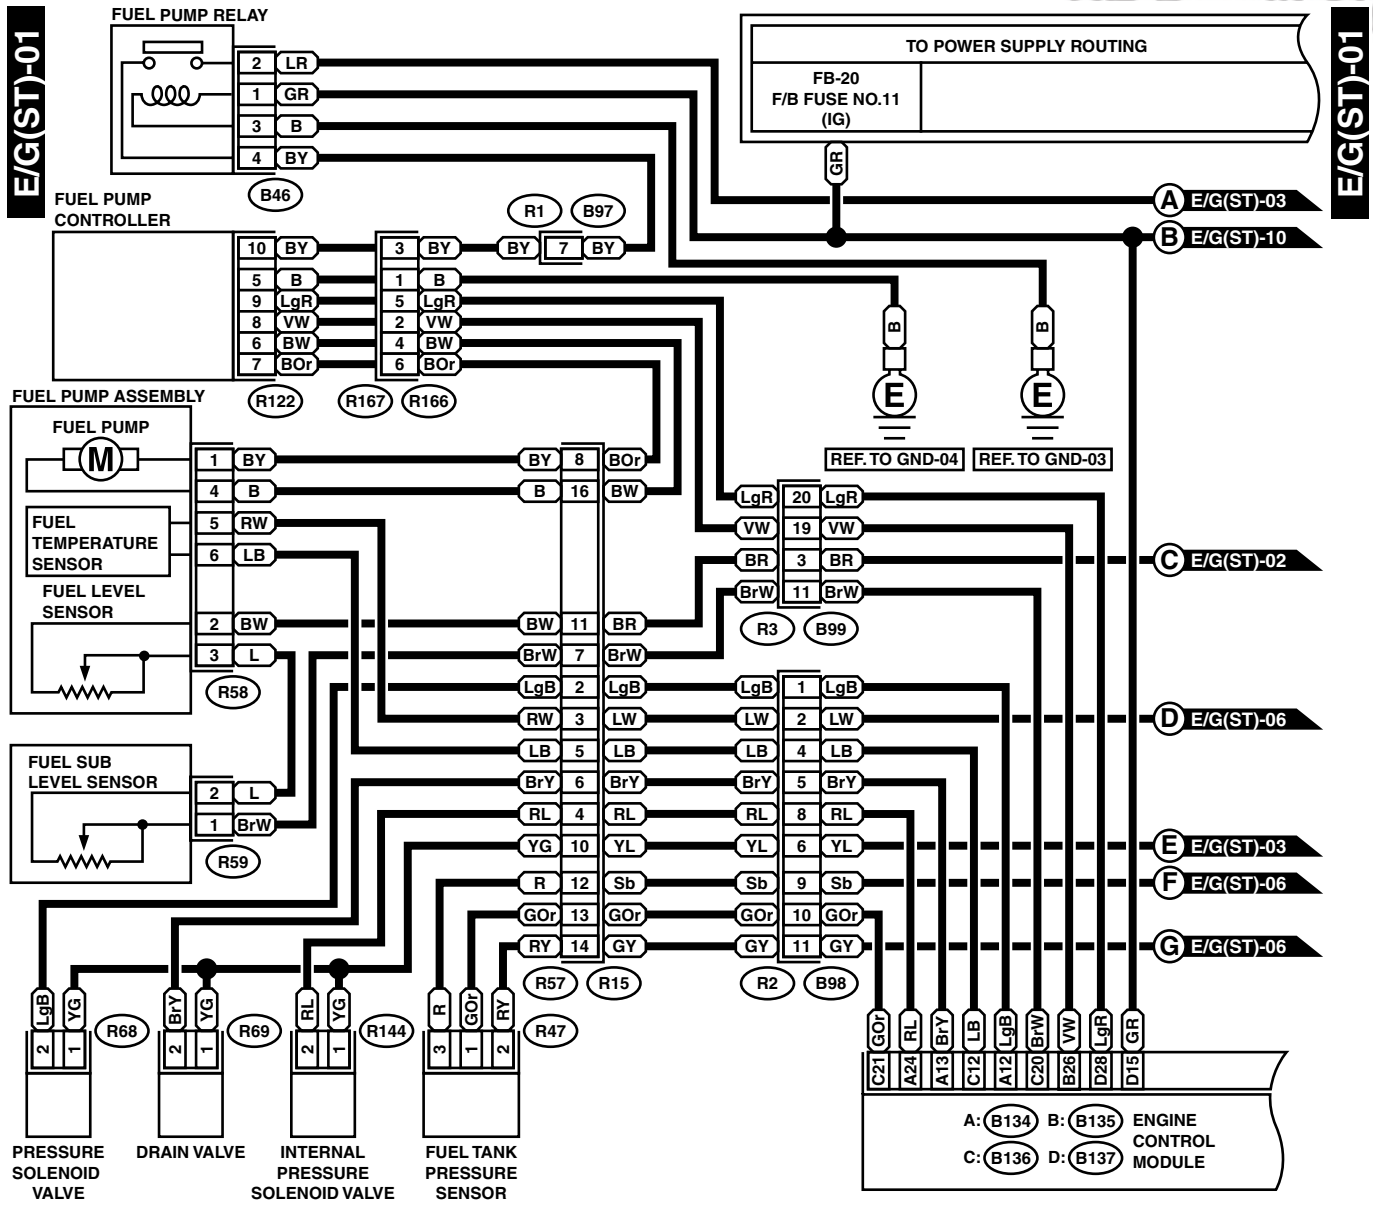 FUEL PUMP RELAY
E/G(ST)-01
2 LR
1 GR
3 B
4 BY
B46
TO POWER SUPPLY ROUTING
FB-20
F/B FUSE NO.11
(IG)
GR
E/G(ST)-01
A E/G(ST)-03
B E/G(ST)-10
FUEL PUMP
CONTROLLER
R1 B97
10 BY 3 BY BY 7 BY
5 B 1 B
9 LgR 5 LgR
8 VW 2 VW
6 BW 4 BW
7 BOr 6 BOr
R122 R167 R166
B B
E E
REF. TO GND-04 REF. TO GND-03
FUEL PUMP ASSEMBLY
FUEL PUMP
M
1 BY BY 8 BOr
4 B B 16 BW
FUEL
TEMPERATURE
SENSOR
5 RW
6 LB
FUEL LEVEL
SENSOR
LgR 20 LgR
VW 19 VW
BR 3 BR
BrW 11 BrW
R3 B99
C E/G(ST)-02
2 BW BW 11 BR
3 L BrW 7 BrW
R58
LgB 2 LgB LgB 1 LgB
RW 3 LW LW 2 LW
D E/G(ST)-06
LB 5 LB LB 4 LB
BrY 6 BrY BrY 5 BrY
RL 4 RL RL 8 RL
YG 10 YL YL 6 YL
E E/G(ST)-03
R 12 Sb Sb 9 Sb
F E/G(ST)-06
GOr 13 GOr GOr 10 GOr
RY 14 GY GY 11 GY
G E/G(ST)-06
R57 R15 R2 B98
FUEL SUB
LEVEL SENSOR
2 L
1 BrW
R59
LgB YG R68 BrY YG R69 RL YG R144 R GOr RY R47
2 1 2 1 2 1 3 1 2
PRESSURE
SOLENOID
VALVE
DRAIN VALVE
INTERNAL
PRESSURE
SOLENOID VALVE
FUEL TANK
PRESSURE
SENSOR
GOr RL BrY LB LgB BrW VW LgR GR
C21 A24 A13 C12 A12 C20 B26 D28 D15
A: B134 B: B135
C: B136 D: B137
ENGINE
CONTROL
MODULE